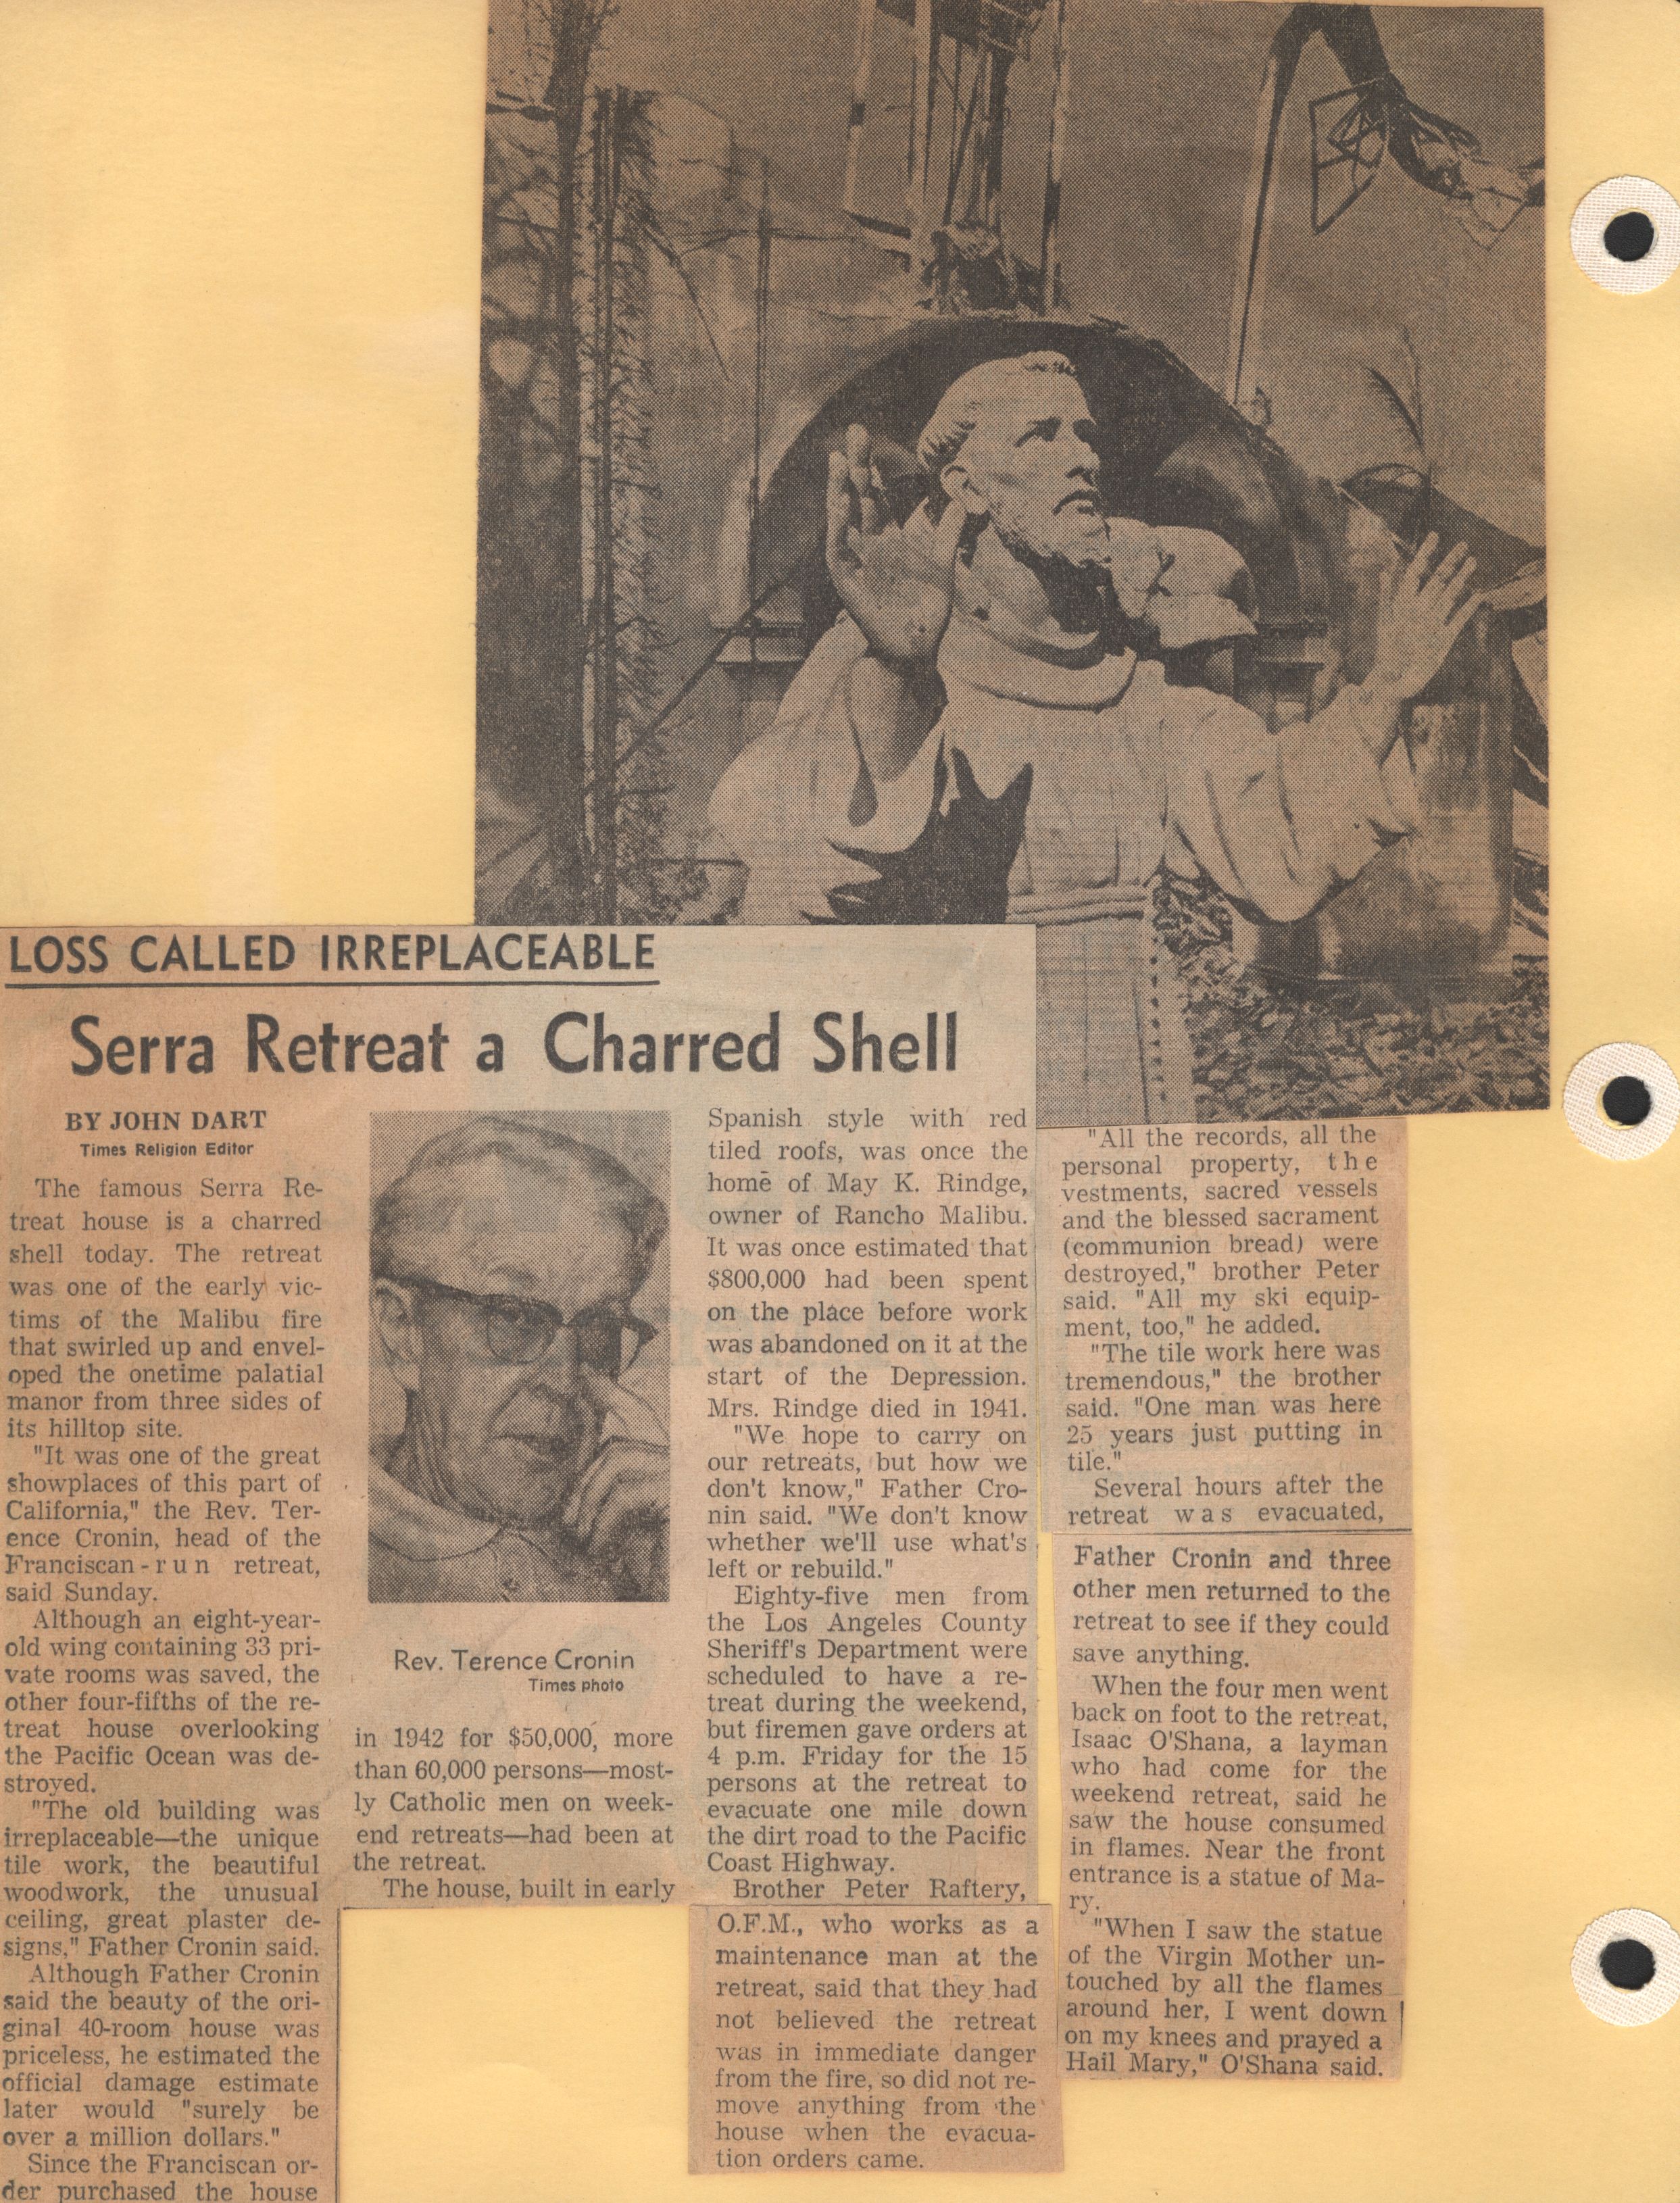 LOSS CALLED IRREPLACEABLE
Serra Retreat a Charred Shell
BY JOHN DART
Times Religion Editor
The famous Serra Re-
treat house is a charred
shell today. The retreat
was one of the early vic-
tims of the Malibu fire
that swirled up and envel-
oped the onetime palatial
manor from three sides of
its hilltop site.
"It was one of the great
showplaces of this part of
California," the Rev. Ter-
ence Cronin, head of the
Franciscan-run retreat,
said Sunday.
Although an eight-year-
old wing containing 33 pri-
vate rooms was saved, the
other four-fifths of the re-
treat house overlooking
the Pacific Ocean was de-
stroyed.
"The old building was
irreplaceable—the unique
tile work, the beautiful
woodwork, the unusual
ceiling, great plaster de-
signs," Father Cronin said.
Although Father Cronin
said the beauty of the ori-
ginal 40-room house was
priceless, he estimated the
official damage estimate
later would "surely be
over a million dollars."
Since the Franciscan or-
der purchased the house
Rev. Terence Cronin
Times photo
in 1942 for $50,000, more
than 60,000 persons—most-
ly Catholic men on week-
end retreats—had been at
the retreat.
The house, built in early
Spanish style with red
tiled roofs, was once the
home of May K. Rindge,
owner of Rancho Malibu.
It was once estimated that
$800,000 had been spent
on the place before work
was abandoned on it at the
start of the Depression.
Mrs. Rindge died in 1941.
"We hope to carry on
our retreats, but how we
don't know," Father Cro-
nin said. "We don't know
whether we'll use what's
left or rebuild."
Eighty-five men from
the Los Angeles County
Sheriff's Department were
scheduled to have a re-
treat during the weekend,
but firemen gave orders at
4 p.m. Friday for the 15
persons at the retreat to
evacuate one mile down
the dirt road to the Pacific
Coast Highway.
Brother Peter Raftery,
O.F.M., who works as a
maintenance man at the
retreat, said that they had
not believed the retreat
was in immediate danger
from the fire, so did not re-
move anything from the
house when the evacua-
tion orders came.
"All the records, all the
personal property, the
vestments, sacred vessels
and the blessed sacrament
(communion bread) were
destroyed," brother Peter
said. "All my ski equip-
ment, too," he added.
"The tile work here was
tremendous," the brother
said. "One man was here
25 years just putting in
tile."
Several hours after the
retreat was evacuated,
Father Cronin and three
other men returned to the
retreat to see if they could
save anything.
When the four men went
back on foot to the retreat,
Isaac O'Shana, a layman
who had come for the
weekend retreat, said he
saw the house consumed
in flames. Near the front
entrance is a statue of Ma-
ry.
"When I saw the statue
of the Virgin Mother un-
touched by all the flames
around her, I went down
on my knees and prayed a
Hail Mary," O'Shana said.